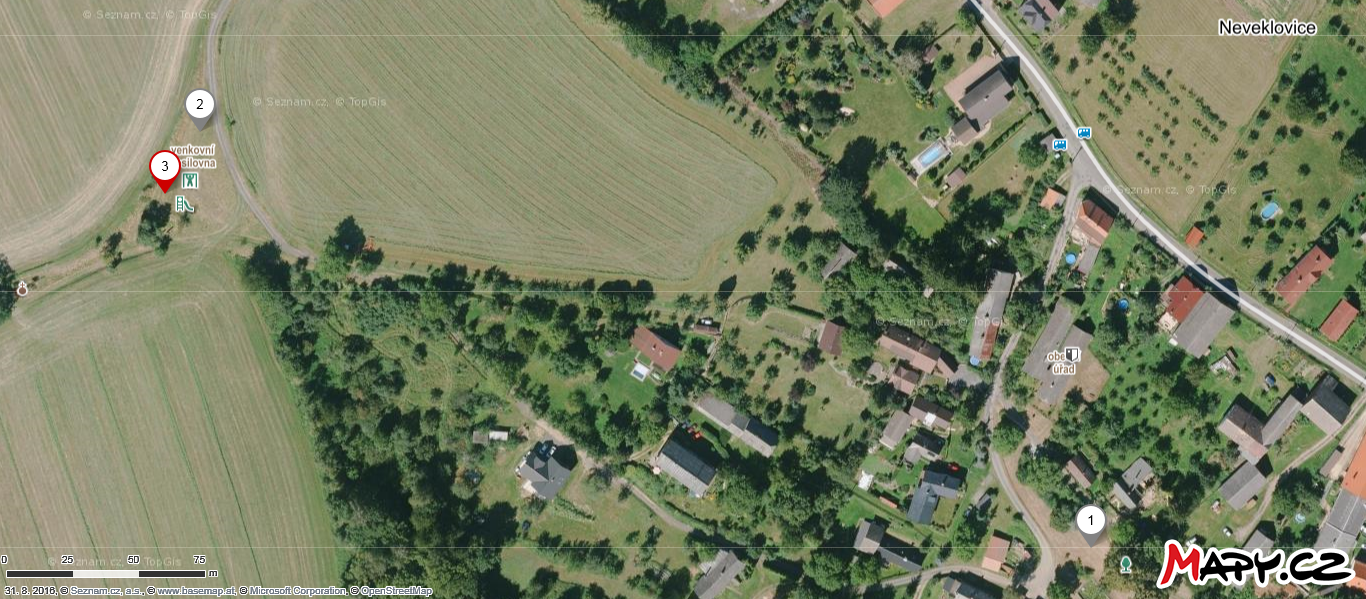 © Seznam.cz, © TopGis
Neveklovice
© Seznam.cz, © TopGis
2
venkovní
3
© Seznam.cz, © TopGis
© Seznam.cz, © TopGis
úřad
1
0 25 50 75
m
© Seznam.cz, © TopGis
MAPY.CZ
31. 8. 2016, © Seznam.cz, a.s., © www.basemap.at, © Microsoft Corporation, © OpenStreetMap